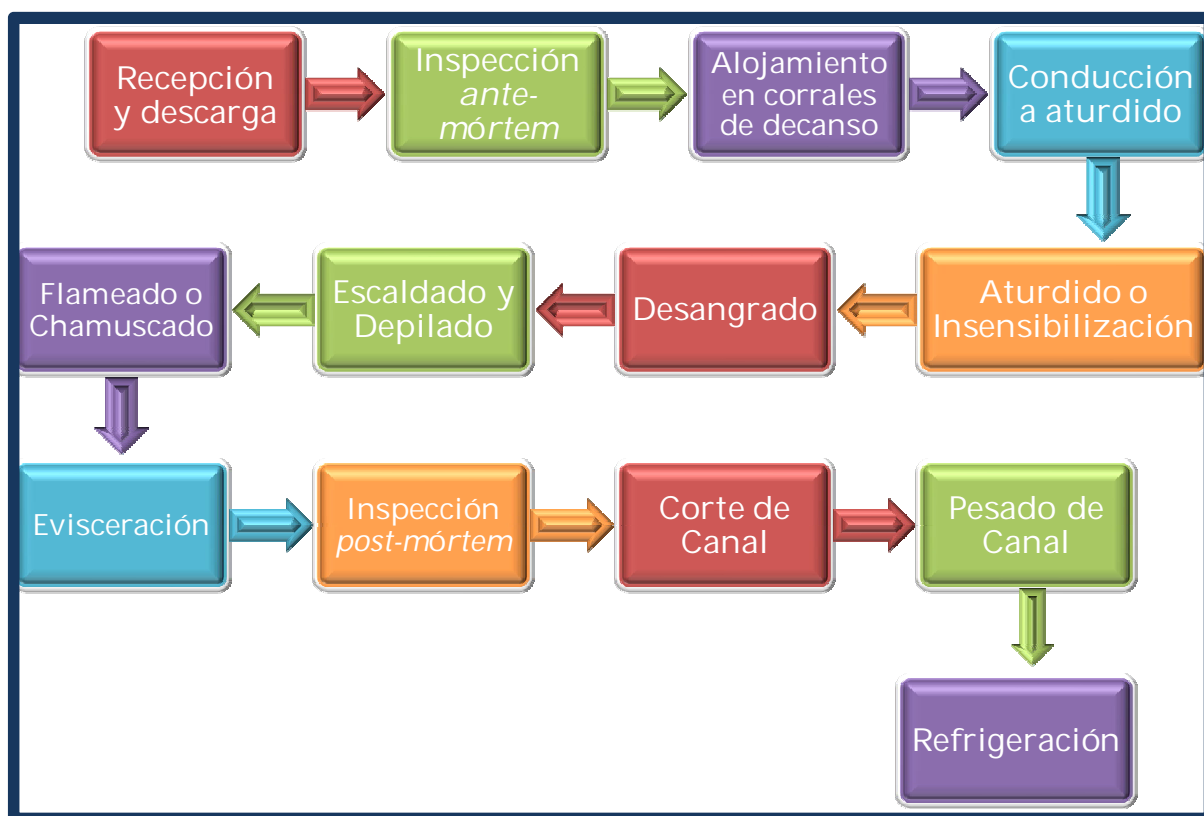 Recepción
y descarga
Inspección
ante-
mórtem
Alojamiento
en corrales
de decanso
Conducción
a aturdido
Aturdido o
Insensibilización
Desangrado
Escaldado y
Depilado
Flameado o
Chamuscado
Evisceración
Inspección
post-mórtem
Corte de
Canal
Pesado de
Canal
Refrigeración